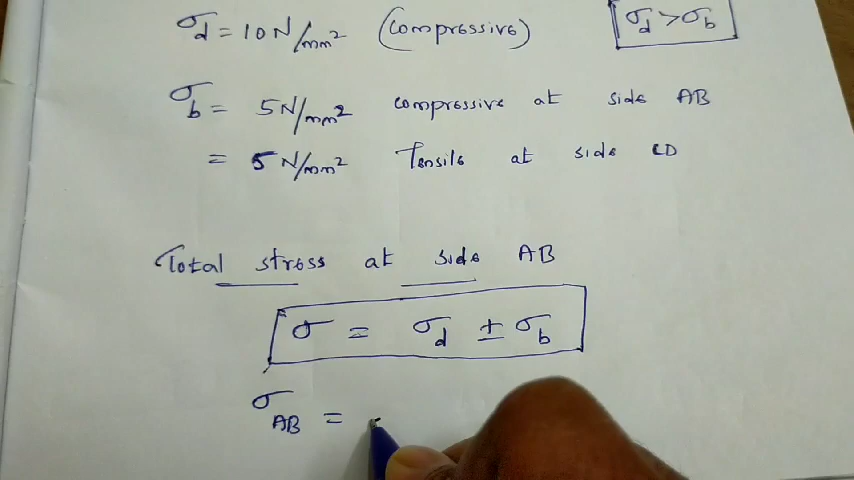 σd = 10 N/mm² (compressive) σd > σb
σb = 5 N/mm² compressive at side AB
= 5 N/mm² Tensile at side CD
Total stress at side AB
σ = σd ± σb
σAB =